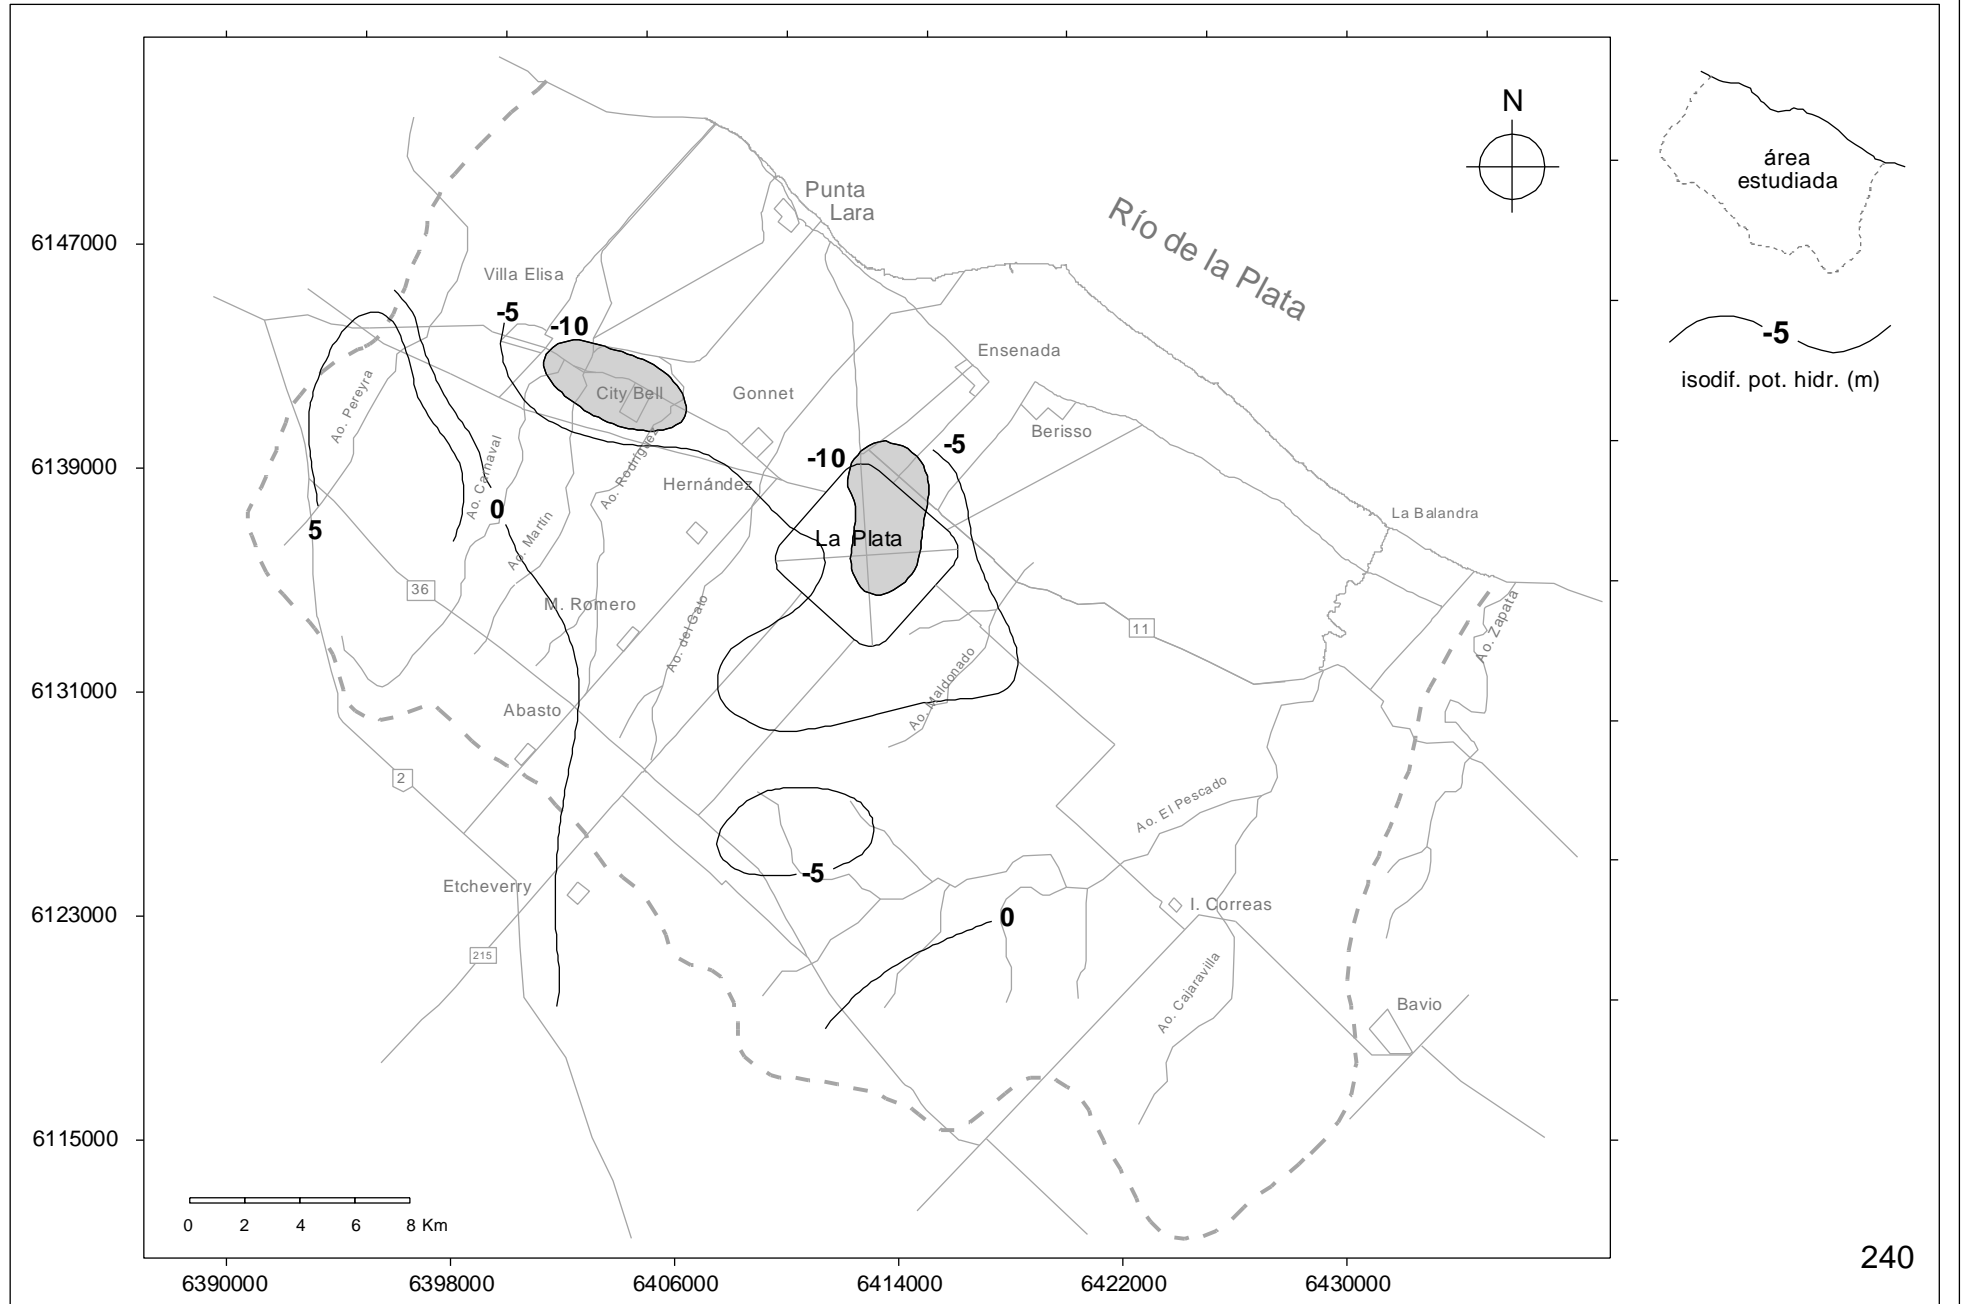 N
Punta
Lara
Río de la Plata
área
estudiada
6147000
Villa Elisa
-5
-10
-5
isodif. pot. hidr. (m)
Ensenada
City Bell
Gonnet
Ao. Pereyra
Berisso
Ao. Carnaval
Ao. Rodríguez
-10
-5
6139000
Hernández
0
5
La Balandra
Ao. Martín
La Plata
36
M. Romero
Ao. del Gato
11
Ao. Zapata
6131000
Ao. Maldonado
Abasto
2
Ao. El Pescado
-5
Etcheverry
6123000
0
I. Correas
215
Ao. Cajaravilla
Bavio
6115000
0 2 4 6 8 Km
240
6390000 6398000 6406000 6414000 6422000 6430000